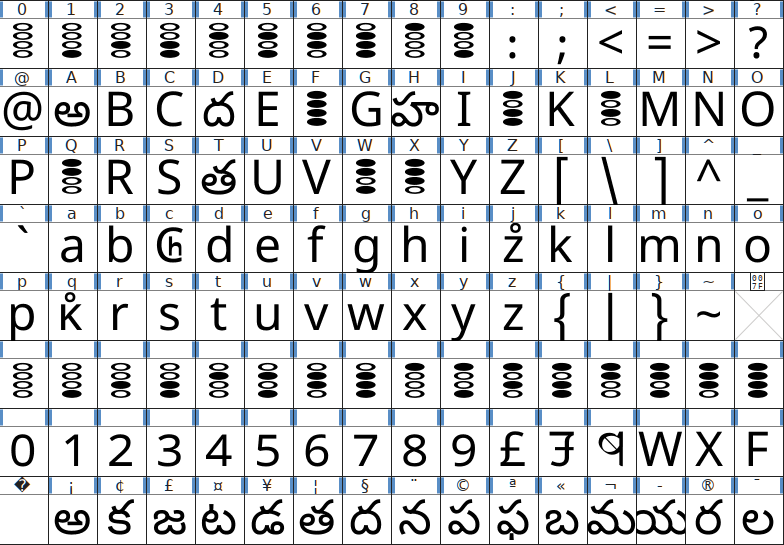 0 1 2 3 4 5 6 7 8 9 : ; < = > ?
: ; < = > ?
@ A B C D E F G H I J K L M N O
@ అ B C ద E G హ I K M N O
P Q R S T U V W X Y Z [ \ ] ^ _
P R S త U V Y Z [ \ ] ^ _
` a b c d e f g h i j k l m n o
` a b d e f g h i z̊ k l m n o
p q r s t u v w x y z { | } ~ 007F
p k̊ r s t u v w x y z { | } ~
0 1 2 3 4 5 6 7 8 9 £ W X F
� ¡ ¢ £ ¤ ¥ ¦ § ¨ © ª « ¬ - ® ¯
అ క జ ట డ త ద న ప ఫ బ మ య ర ల